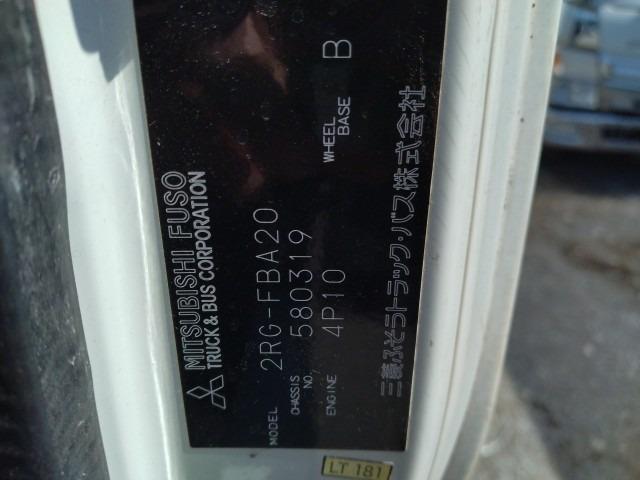 MITSUBISHI FUSO
TRUCK & BUS CORPORATION
MODEL 2RG-FBA20
CHASSIS NO. 580319
ENGINE 4P10 WHEEL BASE B
三菱ふそうトラック・バス株式会社
LT 181